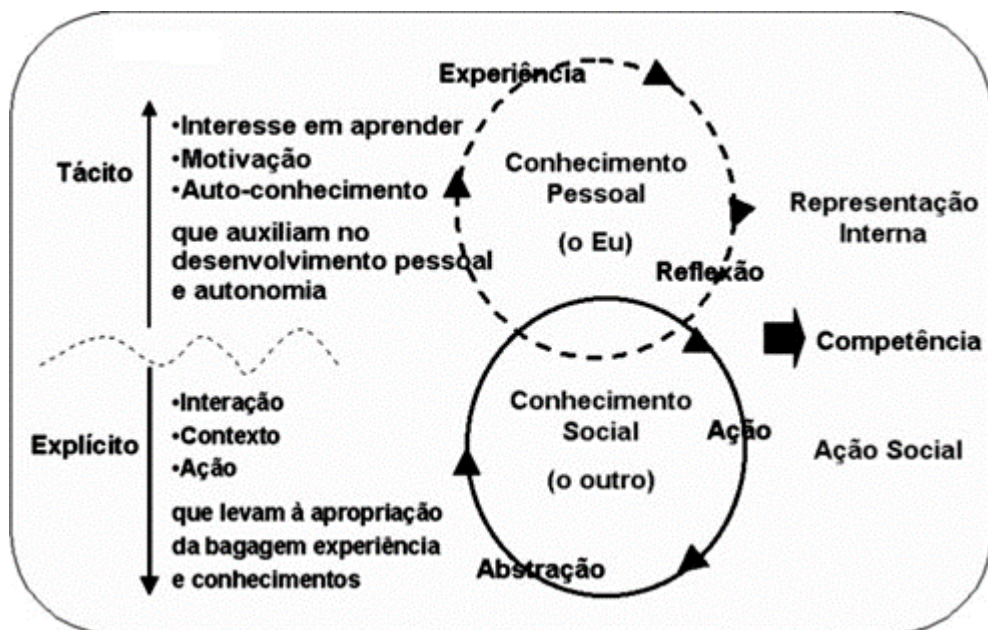 Experiência
Tácito
•Interesse em aprender
•Motivação
•Auto-conhecimento
que auxiliam no
desenvolvimento pessoal
e autonomia
Conhecimento
Pessoal
(o Eu)
Reflexão
Representação
Interna
Competência
Explícito
•Interação
•Contexto
•Ação
que levam à apropriação
da bagagem experiência
e conhecimentos
Conhecimento
Social
(o outro)
Ação
Abstração
Ação Social